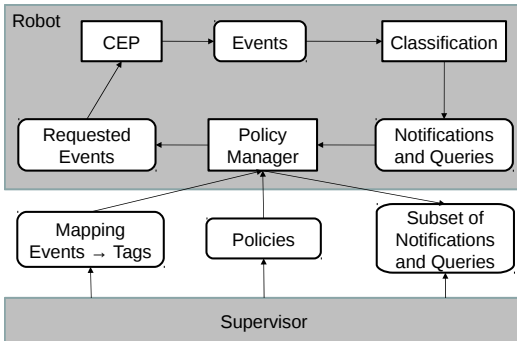 Robot
CEP
Events
Classification
Requested
Events
Policy
Manager
Notifications
and Queries
Mapping
Events → Tags
Policies
Subset of
Notifications
and Queries
Supervisor